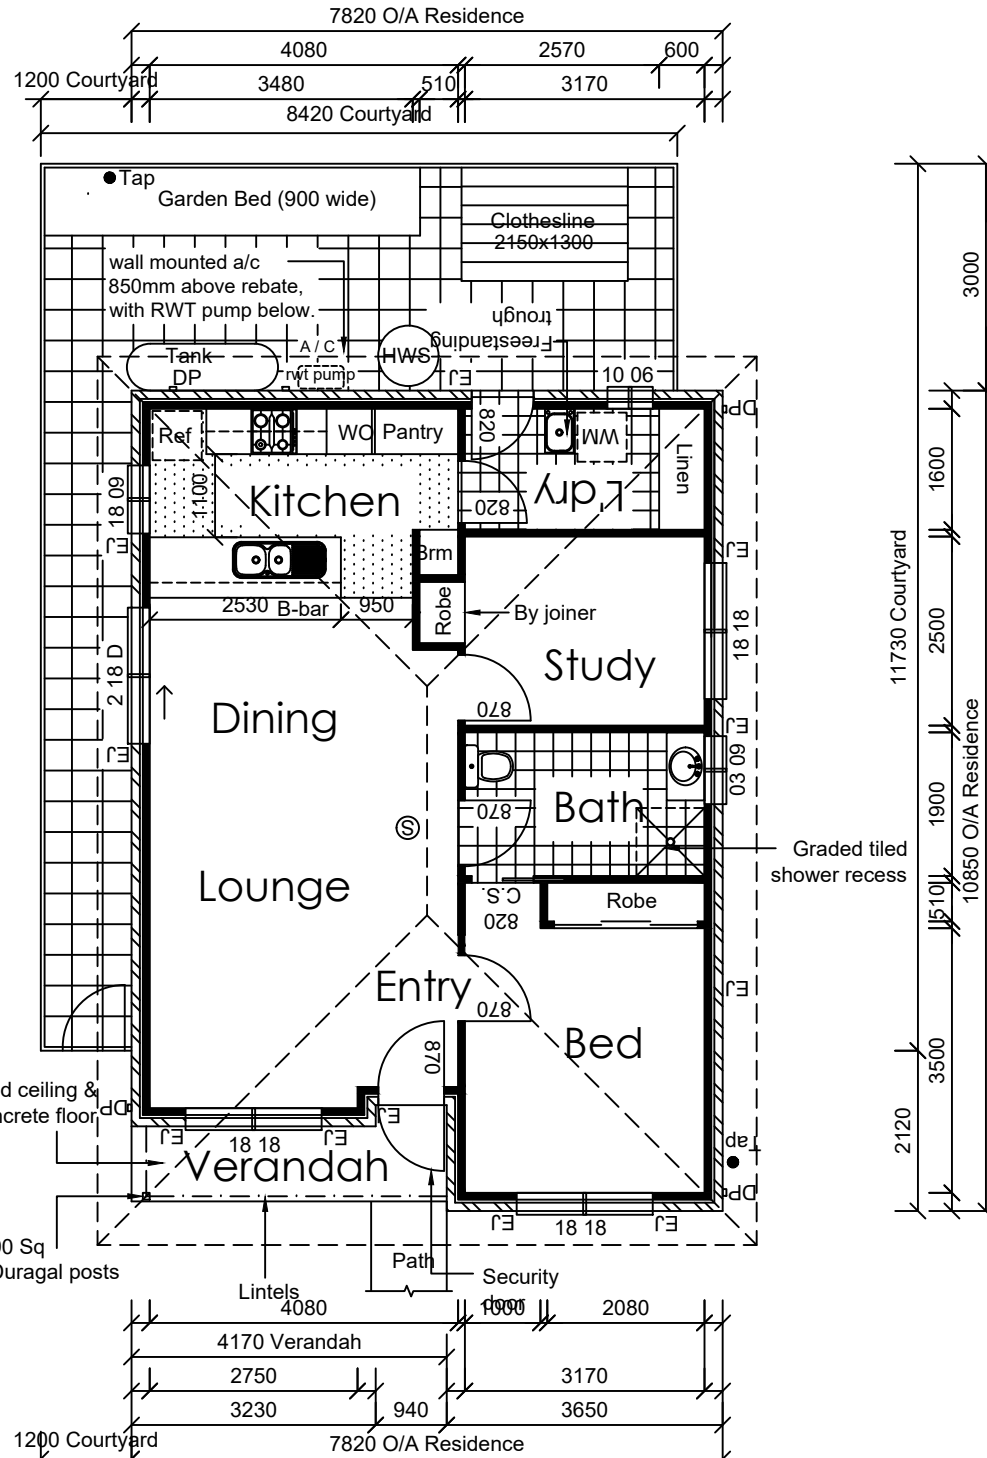 7820 O/A Residence
4080 2570 600
1200 Courtyard 3480 510 3170
8420 Courtyard
Tap
Garden Bed (900 wide)
Clothesline
2150x1300
wall mounted a/c
850mm above rebate,
with RWT pump below.
Freestanding
trough
3000
Tank
DP
A / C
rwt pump
HWS
EJ
10 06
DP
Ref
WO
Pantry
820
WM
Linen
1600
18 09
1100
Kitchen
820
L'dry
EJ
Brm
EJ
2530
B-bar
950
Robe
By joiner
18 18
2500
11730 Courtyard
2 18 D
Study
Dining
870
EJ
EJ
03 09
10850 O/A Residence
870
Bath
1900
S
Graded tiled
shower recess
Lounge
C.S.
820
Robe
510
Entry
870
EJ
870
Bed
3500
d ceiling &
ncrete floor
DP
EJ
18 18
EJ
EJ
2120
Verandah
Tap
DP
EJ
18 18
EJ
00 Sq
Duragal posts
Path
Lintels
Security
door
4080 1000 2080
4170 Verandah
2750 3170
3230 940 3650
1200 Courtyard 7820 O/A Residence